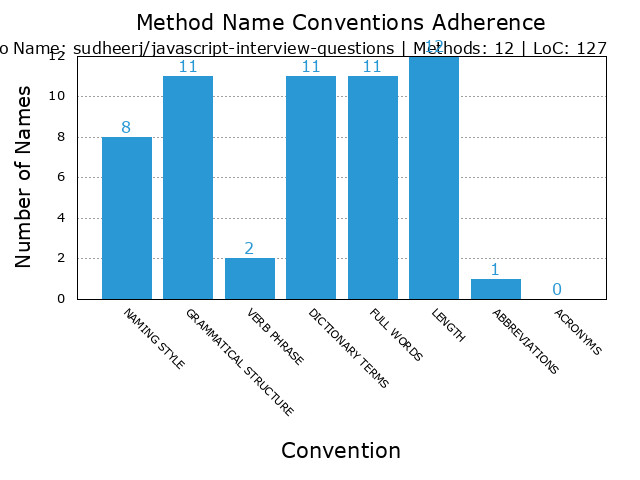 Method Name Conventions Adherence
o Name: sudheerj/javascript-interview-questions | Methods: 12 | LoC: 127
12
10
8
6
4
2
0
Number of Names
8
11
2
11
11
12
1
0
NAMING STYLE
GRAMMATICAL STRUCTURE
VERB PHRASE
DICTIONARY TERMS
FULL WORDS
LENGTH
ABBREVIATIONS
ACRONYMS
Convention